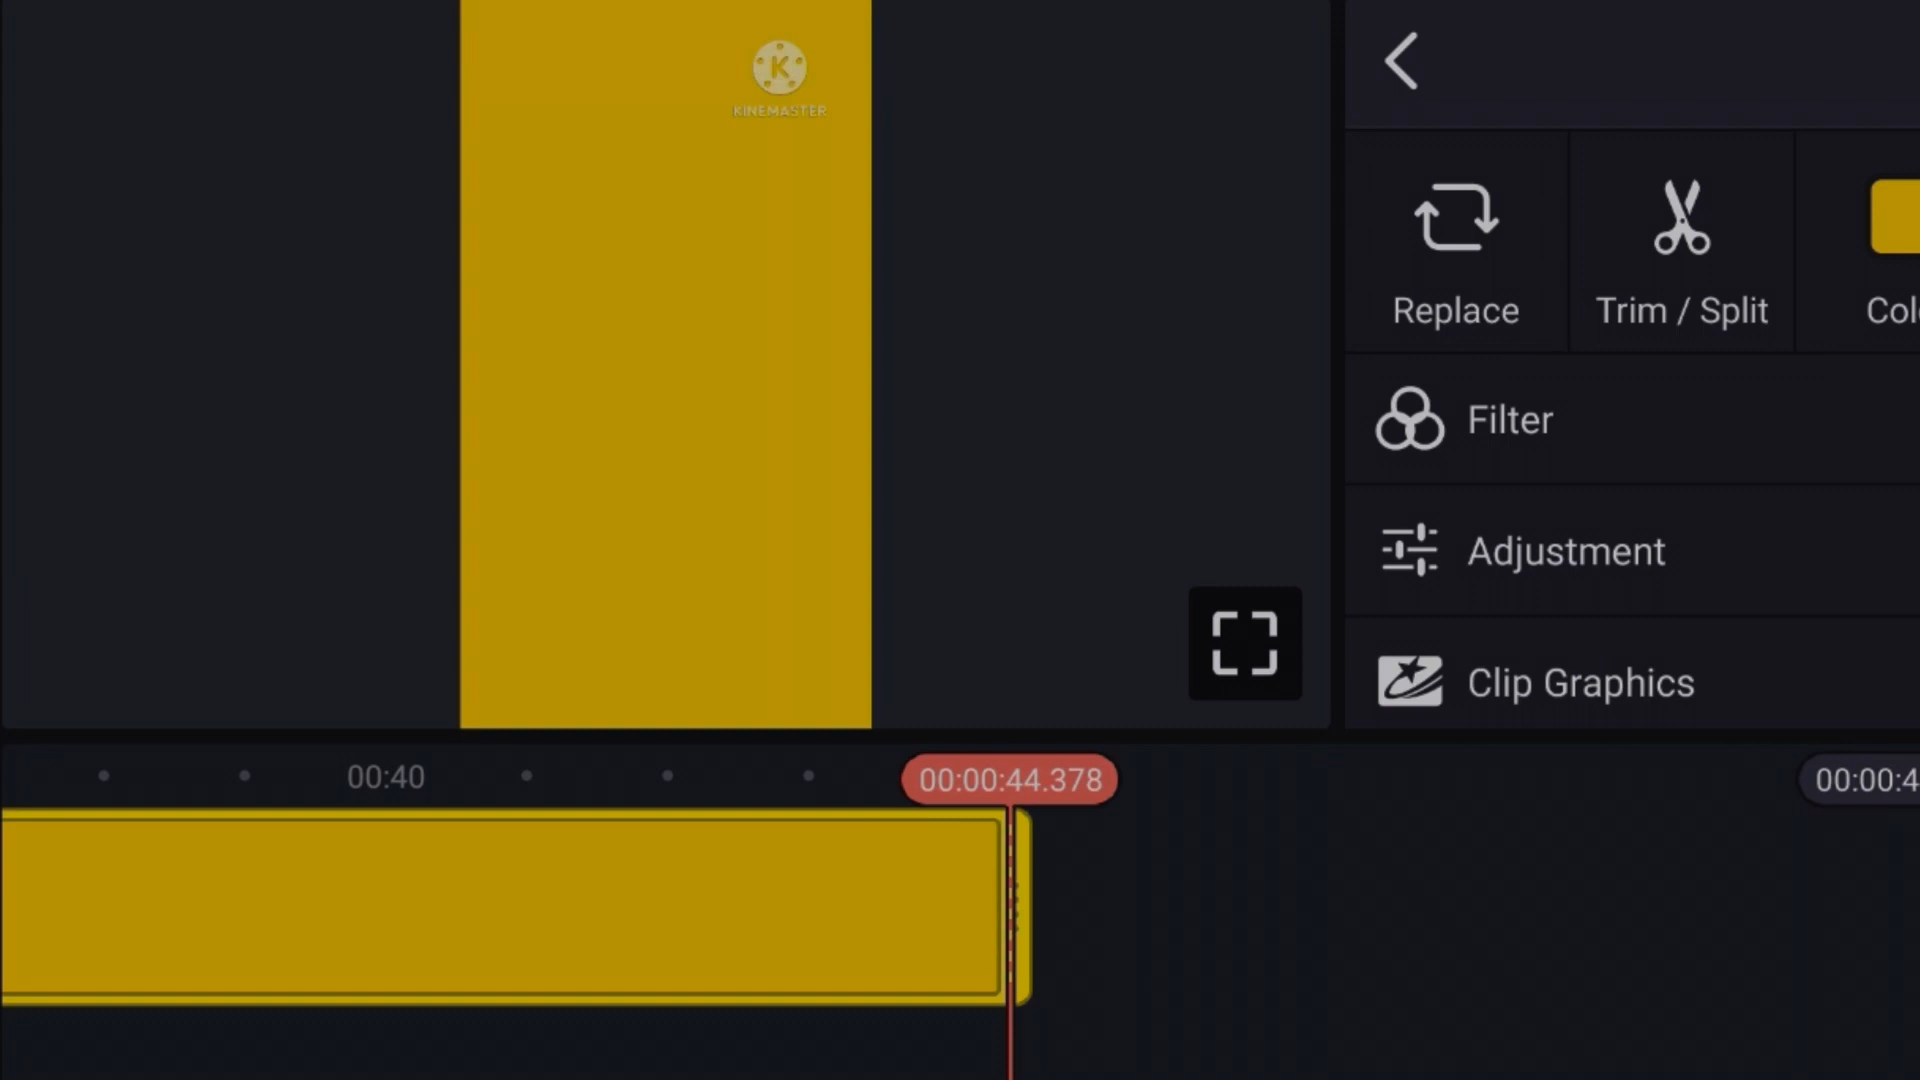 K
KINEMASTER
Replace
Trim / Split
Filter
Adjustment
Clip Graphics
00:40
00:00:44.378